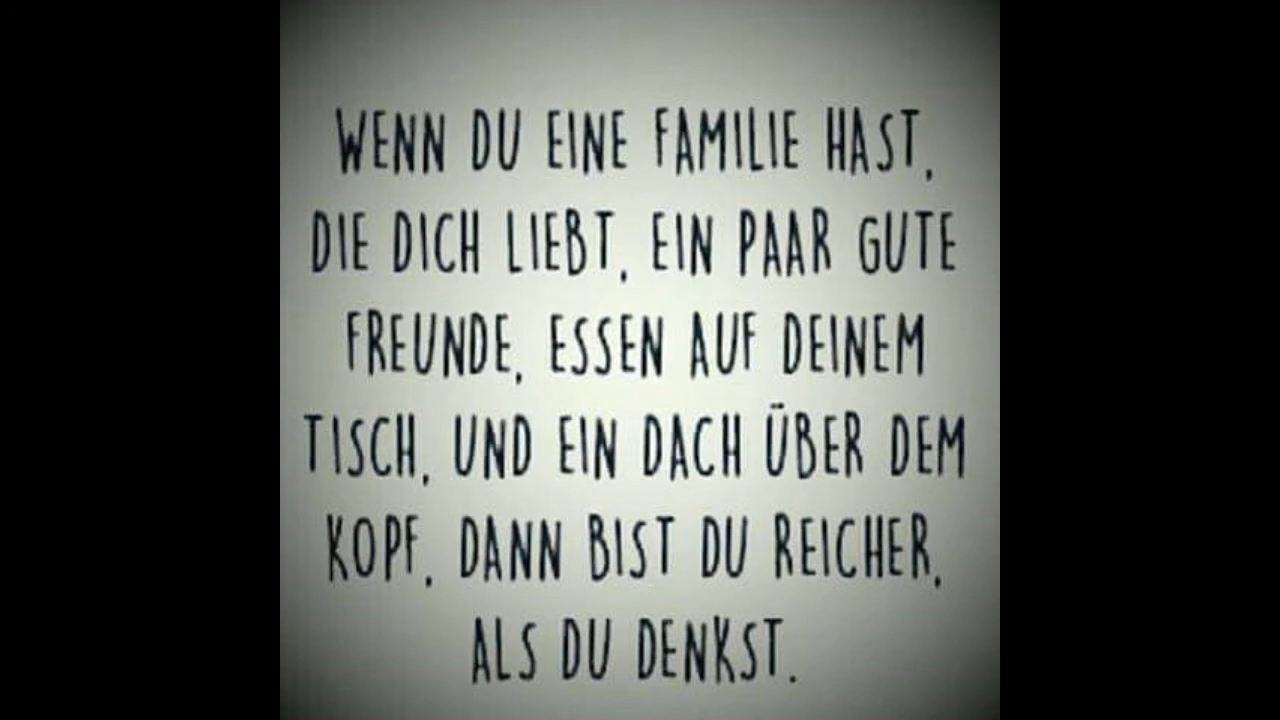 WENN DU EINE FAMILIE HAST,
DIE DICH LIEBT, EIN PAAR GUTE
FREUNDE, ESSEN AUF DEINEM
TISCH, UND EIN DACH ÜBER DEM
KOPF, DANN BIST DU REICHER,
ALS DU DENKST.